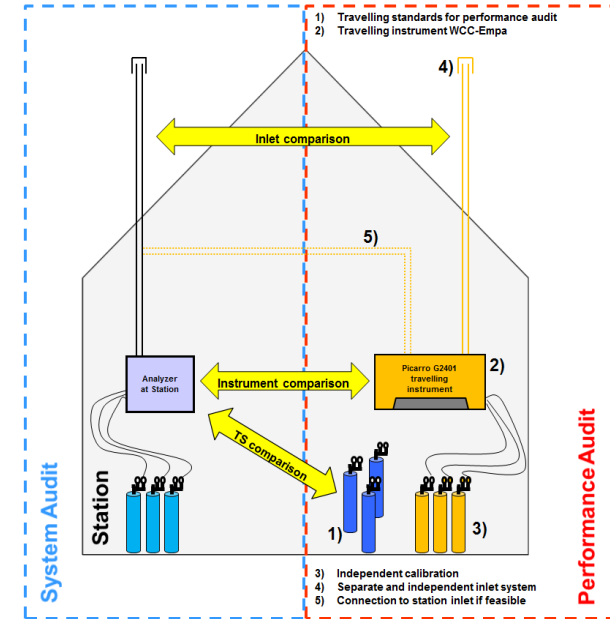 1) Travelling standards for performance audit
2) Travelling instrument WCC-Empa
4)
Inlet comparison
5)
Analyzer
at Station
Instrument comparison
Picarro G2401
travelling
instrument
2)
TS comparison
System Audit
Station
1)
3)
Performance Audit
3) Independent calibration
4) Separate and independent inlet system
5) Connection to station inlet if feasible